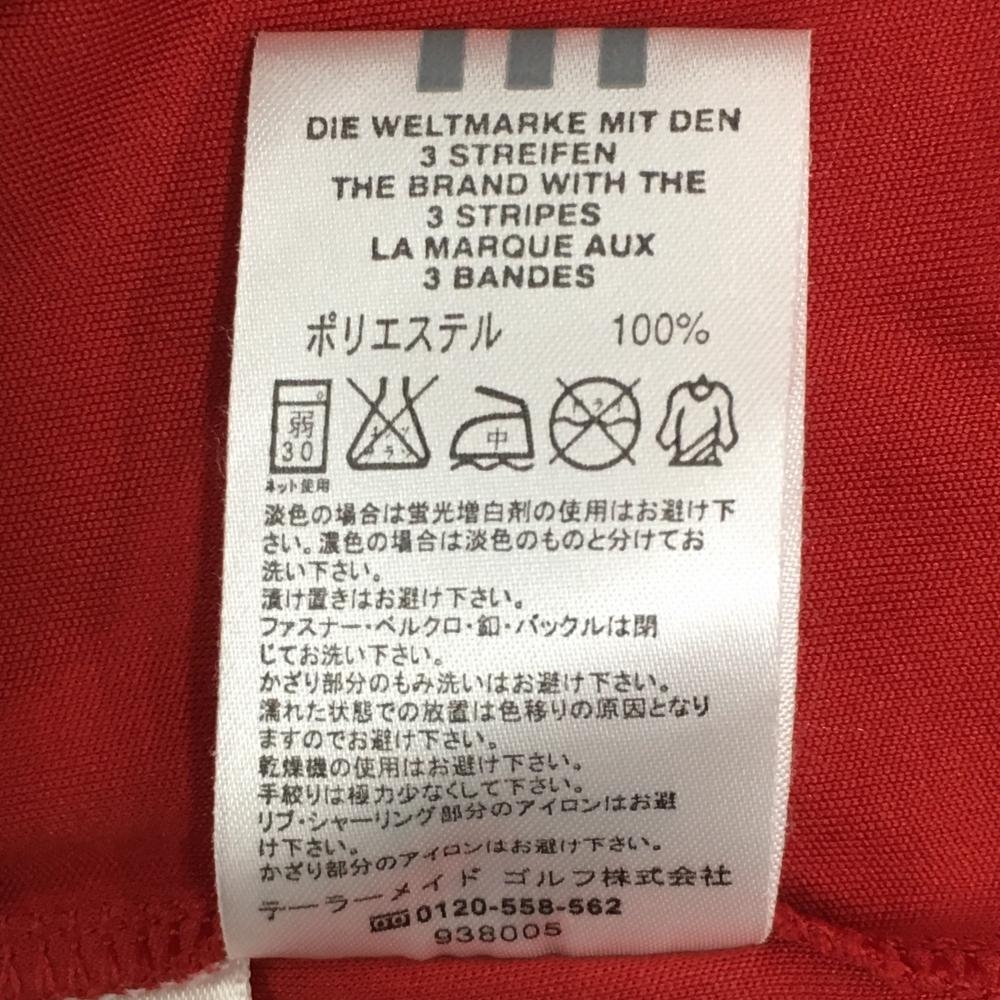 DIE WELTMARKE MIT DEN
3 STREIFEN
THE BRAND WITH THE
3 STRIPES
LA MARQUE AUX
3 BANDES
ポリエステル 100%
弱
30
エンソ
サラシ
中
ドライ
ネット使用
淡色の場合は蛍光増白剤の使用はお避け下
さい。濃色の場合は淡色のものと分けてお
洗い下さい。
漬け置きはお避け下さい。
ファスナー・ベルクロ・釦・バックルは閉
じてお洗い下さい。
かざり部分のもみ洗いはお避け下さい。
濡れた状態での放置は色移りの原因となり
ますのでお避け下さい。
乾燥機の使用はお避け下さい。
手絞りは極力少なくして下さい。
リブ・シャーリング部分のアイロンはお避
け下さい。
かざり部分のアイロンはお避け下さい。
テーラーメイド ゴルフ株式会社
0120-558-562
938005